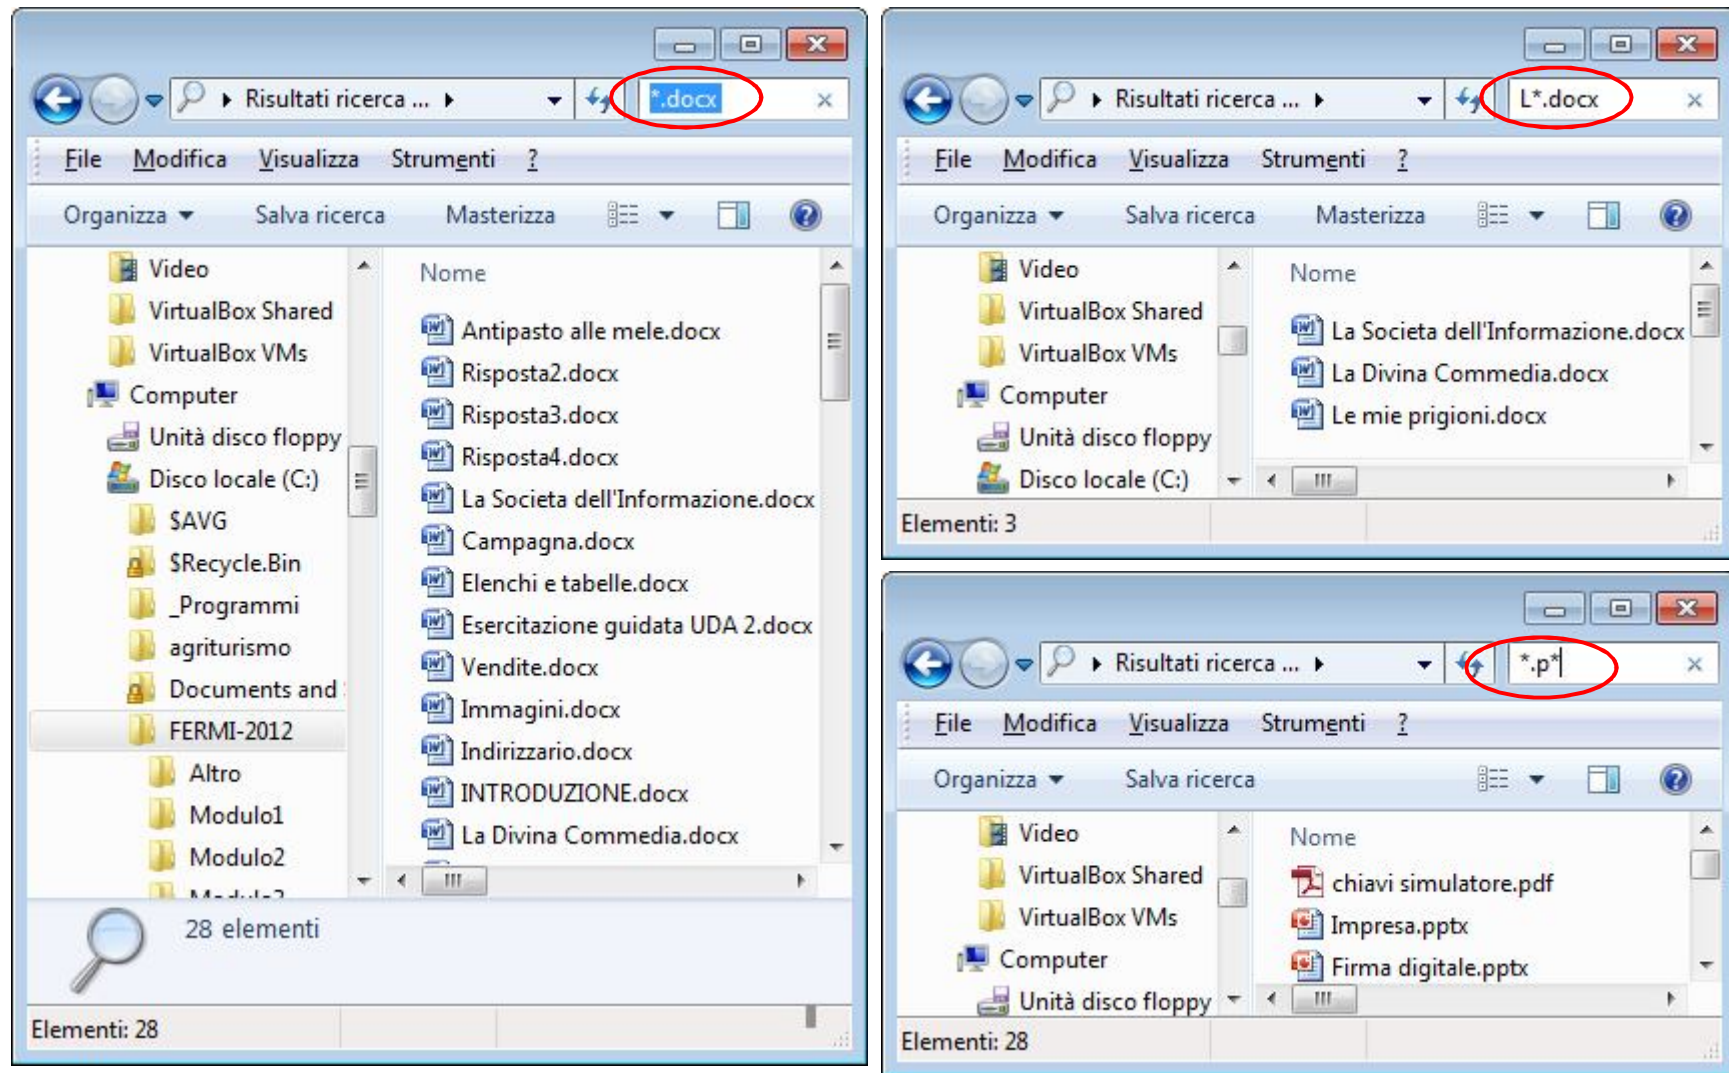 Risultati ricerca ...
*.docx
File Modifica Visualizza Strumenti ?
Organizza Salva ricerca Masterizza
Video
VirtualBox Shared
VirtualBox VMs
Computer
Unità disco floppy
Disco locale (C:)
$AVG
$Recycle.Bin
_Programmi
agriturismo
Documents and
FERMI-2012
Altro
Modulo1
Modulo2
Nome
Antipasto alle mele.docx
Risposta2.docx
Risposta3.docx
Risposta4.docx
La Societa dell'Informazione.docx
Campagna.docx
Elenchi e tabelle.docx
Esercitazione guidata UDA 2.docx
Vendite.docx
Immagini.docx
Indirizzario.docx
INTRODUZIONE.docx
La Divina Commedia.docx
28 elementi
Elementi: 28
Risultati ricerca ...
L*.docx
File Modifica Visualizza Strumenti ?
Organizza Salva ricerca Masterizza
Video
VirtualBox Shared
VirtualBox VMs
Computer
Unità disco floppy
Disco locale (C:)
Nome
La Societa dell'Informazione.docx
La Divina Commedia.docx
Le mie prigioni.docx
Elementi: 3
Risultati ricerca ...
*.p*
File Modifica Visualizza Strumenti ?
Organizza Salva ricerca
Video
VirtualBox Shared
VirtualBox VMs
Computer
Unità disco floppy
Nome
chiavi simulatore.pdf
Impresa.pptx
Firma digitale.pptx
Elementi: 28